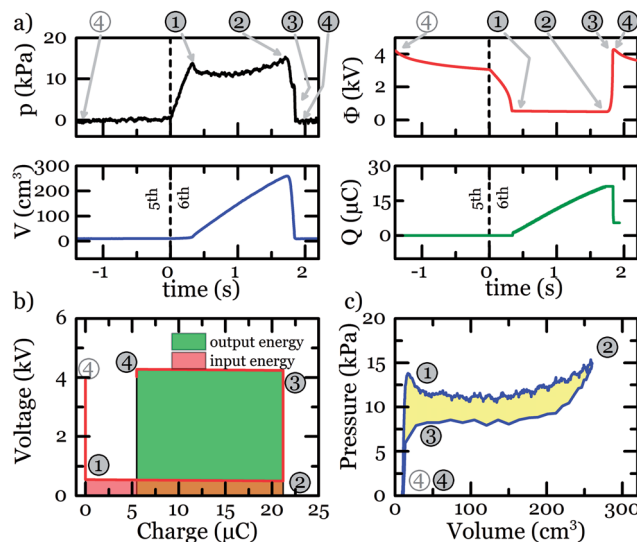 a)
④ ① ② ③ ④
p (kPa)
20
10
0
④ ① ② ③ ④
Φ (kV)
4
2
0
V (cm³)
300
200
100
0
5th
6th
-1 0 1 2
time (s)
Q (μC)
30
15
0
5th
6th
-1 0 1 2
time (s)
b)
Voltage (kV)
6
4
2
0
output energy
input energy
④ ④ ③
① ②
0 5 10 15 20 25
Charge (μC)
c)
Pressure (kPa)
20
15
10
5
0
① ②
③
④ ④
0 100 200 300
Volume (cm³)